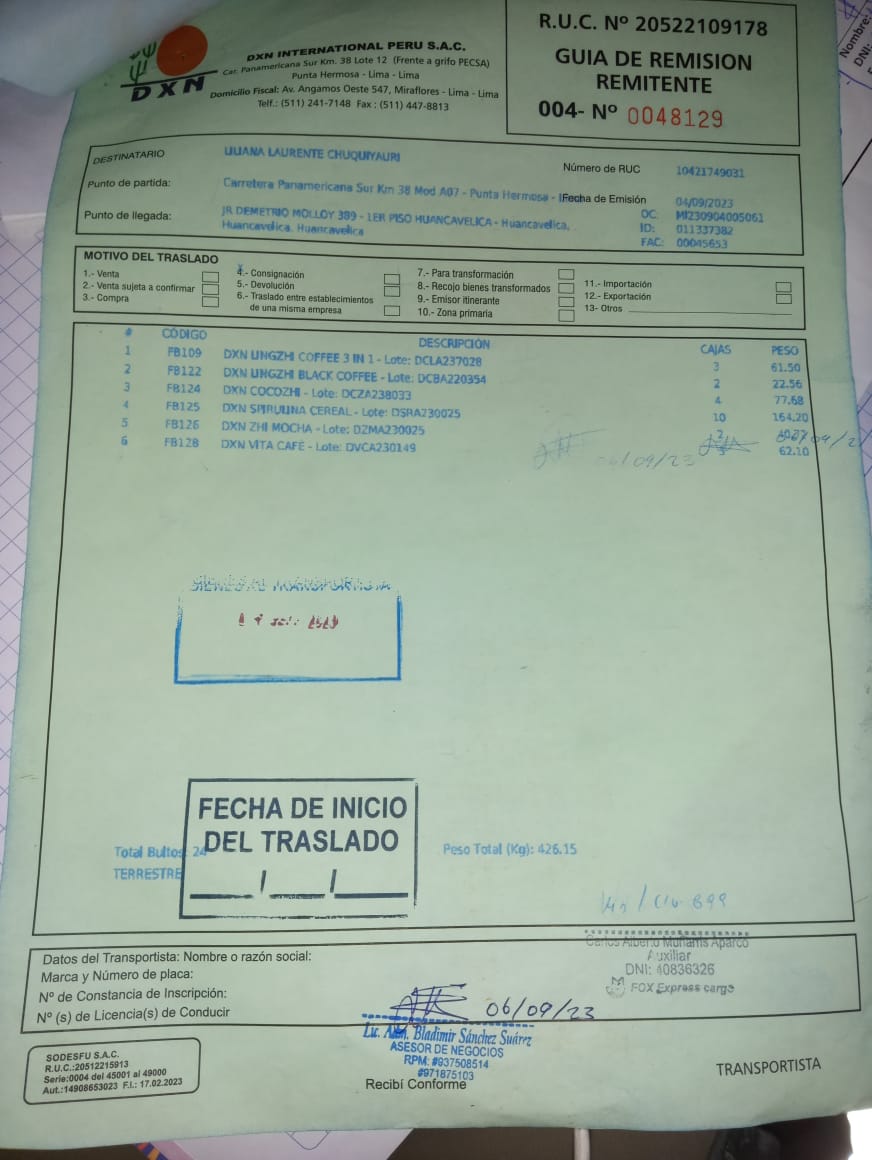 DXN
DXN INTERNATIONAL PERU S.A.C.
Car. Panamericana Sur Km. 38 Lote 12 (Frente a grifo PECSA)
Punta Hermosa - Lima - Lima
Domicilio Fiscal: Av. Angamos Oeste 547, Miraflores - Lima - Lima
Telf.: (511) 241-7148 Fax : (511) 447-8813
R.U.C. Nº 20522109178
GUIA DE REMISION
REMITENTE
004- Nº 0048129
Nombre:
DNI:
DESTINATARIO LILIANA LAURENTE CHUQUIYAURI Número de RUC 10421749031
Punto de partida: Carretera Panamericana Sur Km 38 Mod A07 - Punta Hermosa - Fecha de Emisión 04/09/2023
Punto de llegada: JR DEMETRIO MOLLOY 389 - 1ER PISO HUANCAVELICA - Huancavelica, OC: MI230904005061
Huancavelica, Huancavelica ID: 011337382
FAC: 00045653
MOTIVO DEL TRASLADO
1.- Venta 4.- Consignación 7.- Para transformación 11.- Importación
2.- Venta sujeta a confirmar 5.- Devolución 8.- Recojo bienes transformados 12.- Exportación
3.- Compra 6.- Traslado entre establecimientos 9.- Emisor itinerante 13- Otros
de una misma empresa 10.- Zona primaria
# CÓDIGO DESCRIPCIÓN CAJAS PESO
1 FB109 DXN LINGZHI COFFEE 3 IN 1 - Lote: DCLA237028 3 61.50
2 FB122 DXN LINGZHI BLACK COFFEE - Lote: DCBA220354 2 22.56
3 FB124 DXN COCOZHI - Lote: DCZA238033 4 77.68
4 FB125 DXN SPIRULINA CEREAL - Lote: DSRA230025 10 164.20
5 FB126 DXN ZHI MOCHA - Lote: DZMA230025 2
6 FB128 DXN VITA CAFÉ - Lote: DVCA230149 3 62.10
06/09/23
FECHA DE INICIO
DEL TRASLADO
Total Bultos: 24 Peso Total (Kg): 426.15
TERRESTRE
Datos del Transportista: Nombre o razón social:
Marca y Número de placa:
Nº de Constancia de Inscripción:
Nº (s) de Licencia(s) de Conducir
Carlos Alberto Aparco
Auxiliar
DNI: 40836326
FOX Express cargo
06/09/23
Bladimir Sánchez Suárez
ASESOR DE NEGOCIOS
RPM: #937508514
#971875103
Recibí Conforme
TRANSPORTISTA
SODESFU S.A.C.
R.U.C.:20512215913
Serie:0004 del 45001 al 49000
Aut.:14908653023 F.I.: 17.02.2023